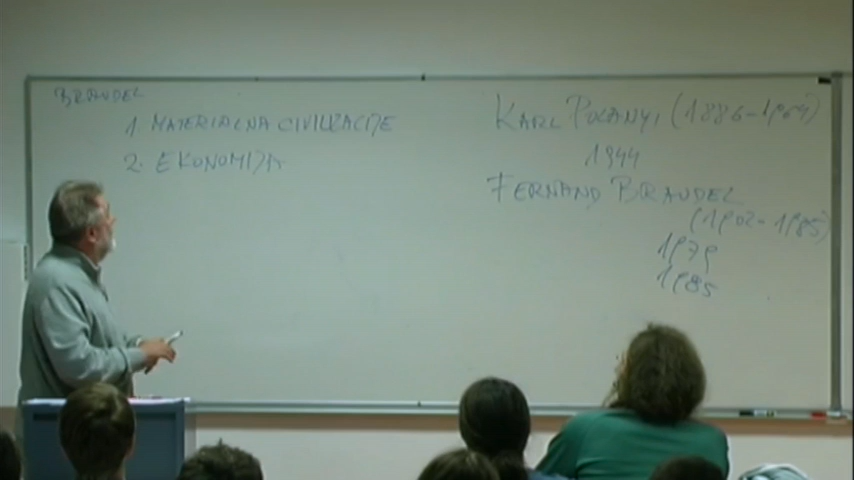 BRAUDEL
1. MATERIALNA CIVILIZACIJE
2. EKONOMIJA
KARL POLANYI (1886-1964)
1944
FERNAND BRAUDEL
(1902-1985)
1979
1985